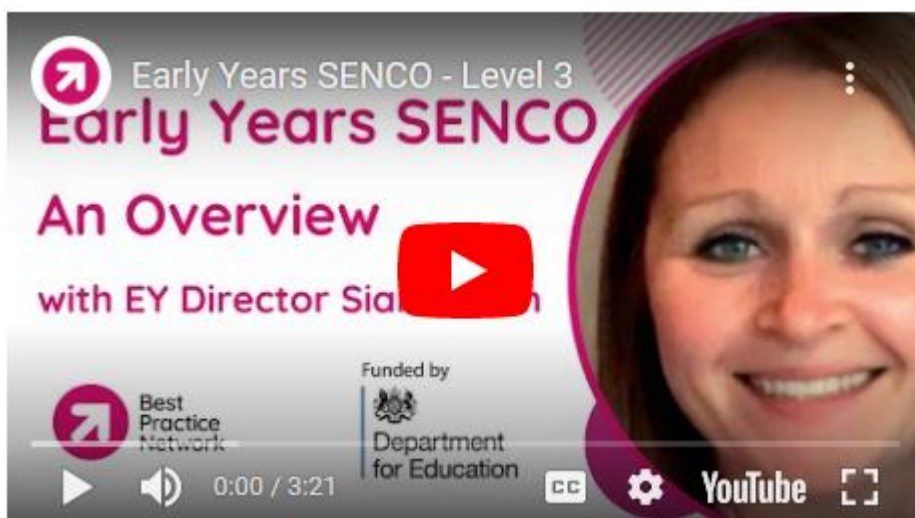 Early Years SENCO - Level 3
Early Years SENCO
An Overview
with EY Director
Funded by
Best
Practice
Network
Department
for Education
0:00 / 3:21
CC
YouTube